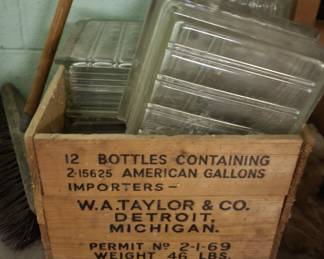 12 BOTTLES CONTAINING
2.15625 AMERICAN GALLONS
IMPORTERS -
W.A. TAYLOR & CO.
DETROIT,
MICHIGAN.
PERMIT Nº 2-1-69
WEIGHT 46 LBS.